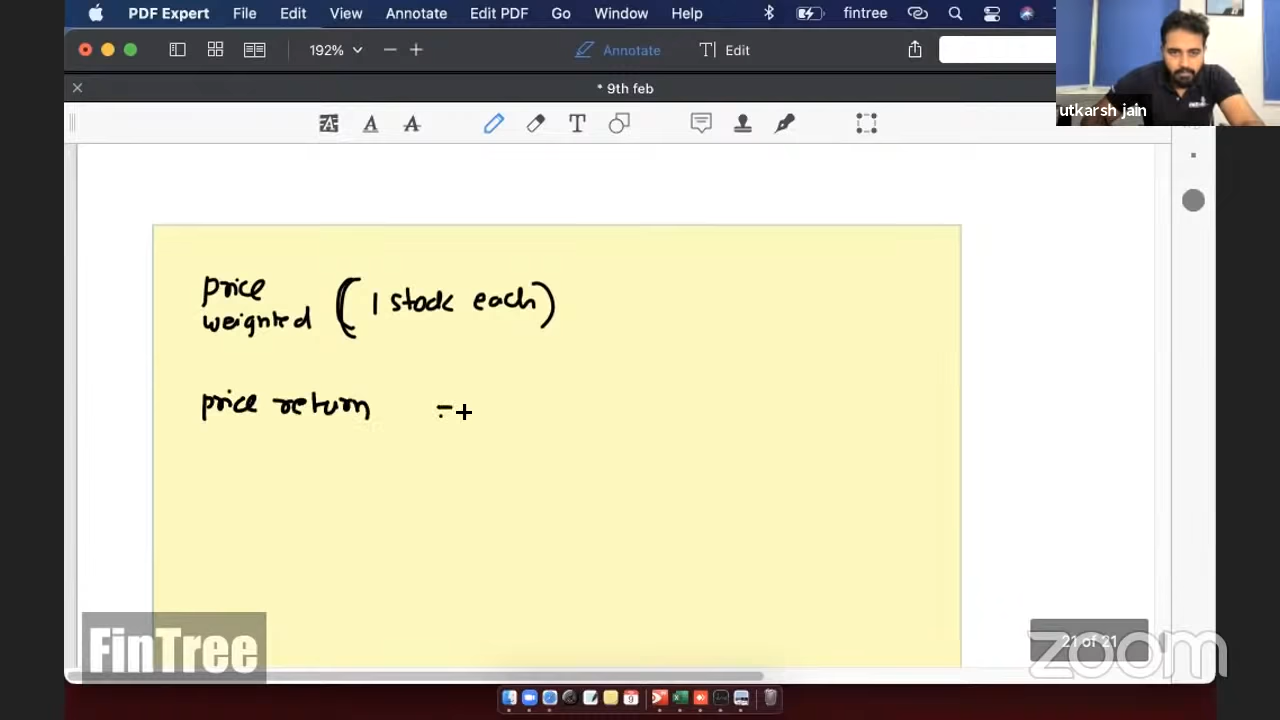 PDF Expert File Edit View Annotate Edit PDF Go Window Help fintree
192% Annotate T| Edit
* 9th feb
utkarsh jain
price
weighted (1 stock each)
price return =
FinTree
21 of 21
zoom